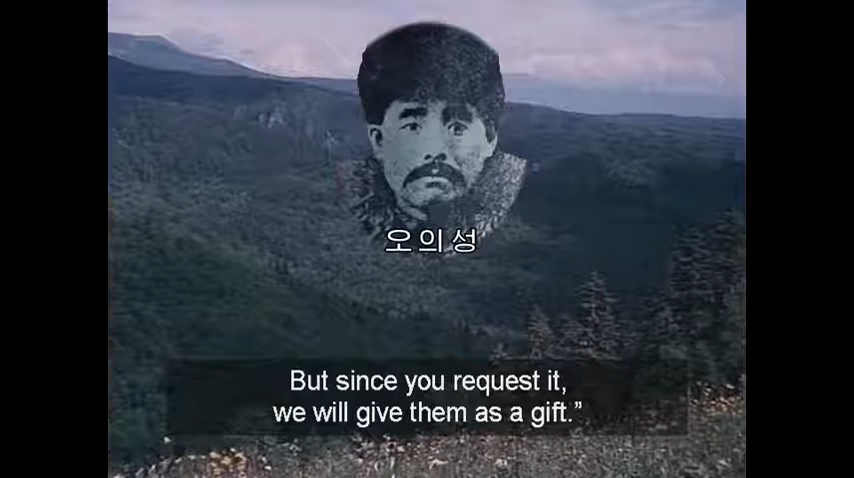 오의성
But since you request it,
we will give them as a gift.”